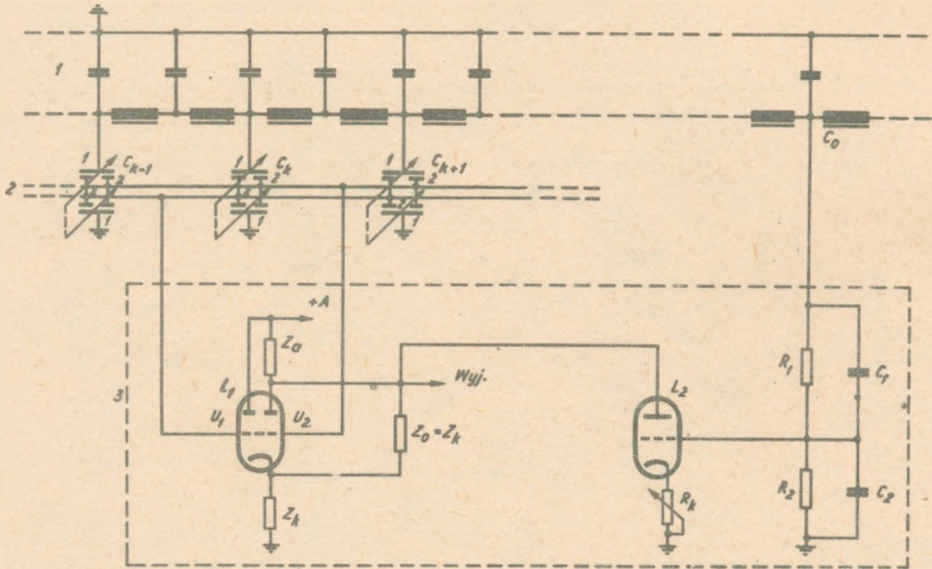 1
C₀
1 Cₖ₋₁ 1 Cₖ 1 Cₖ₊₁
2 2 2 2
1 1 1
+A
Zₐ
R₁
C₁
Wyj.
3
L₁
L₂
U₁ U₂
Z₀=Zₖ
Zₖ
Rₖ
R₂
C₂